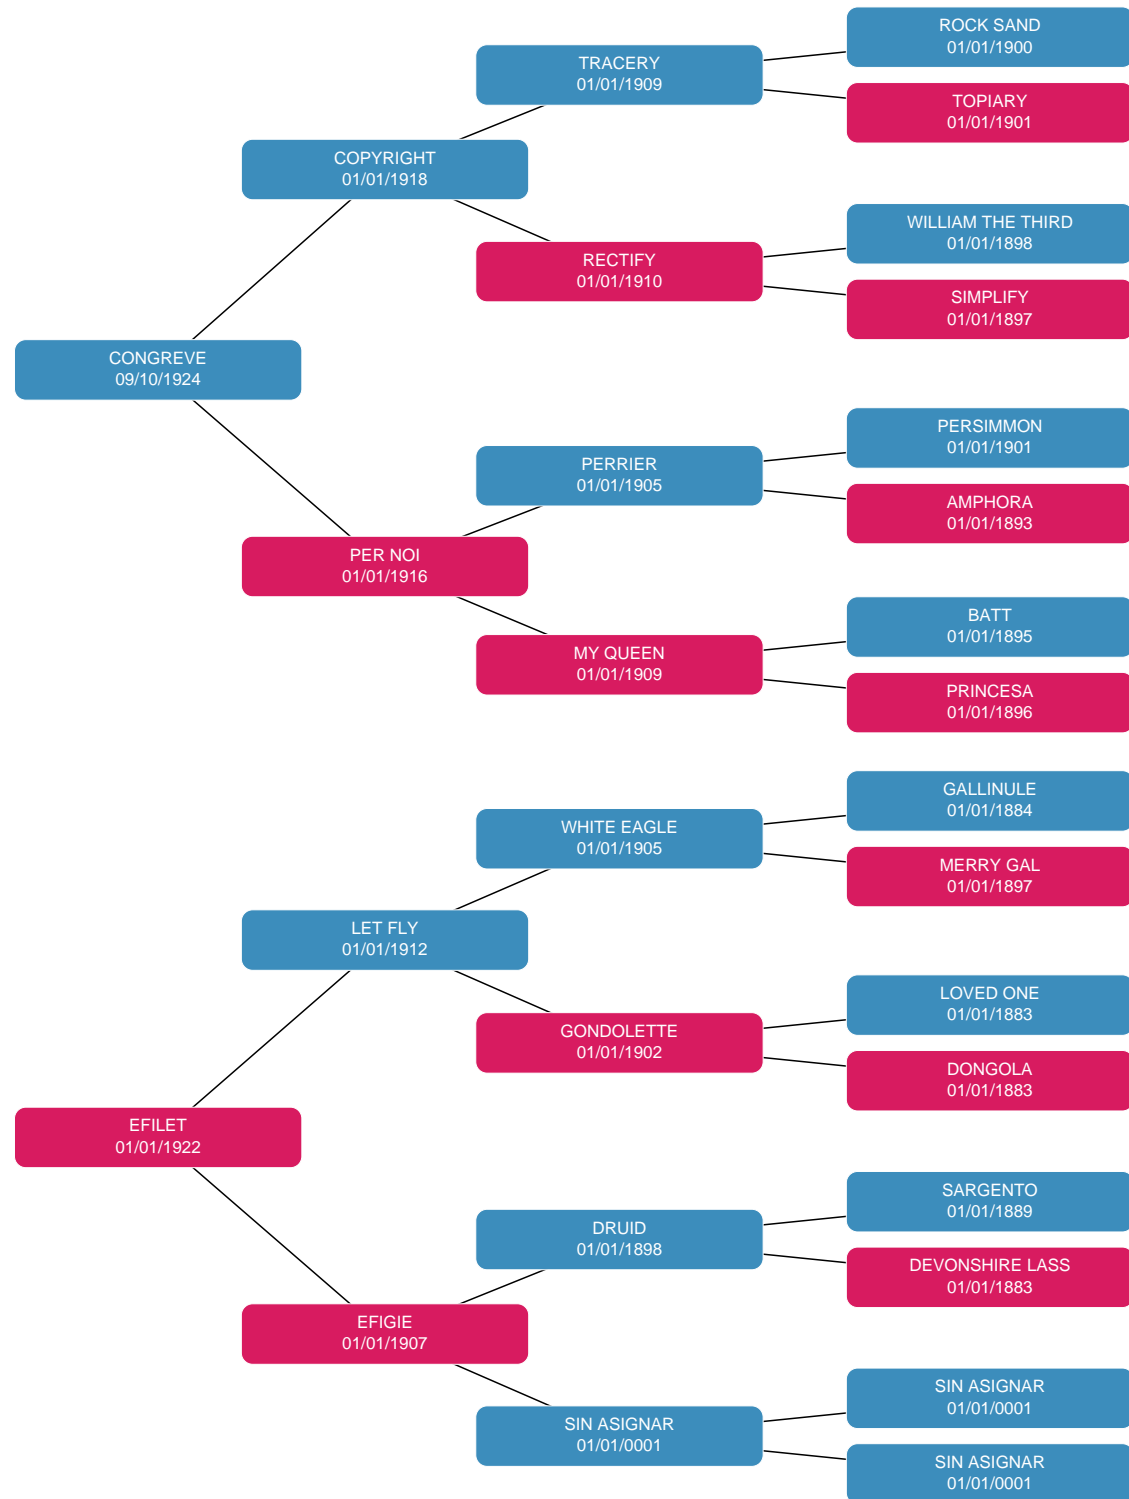 ROCK SAND
01/01/1900
TRACERY
01/01/1909
TOPIARY
01/01/1901
COPYRIGHT
01/01/1918
WILLIAM THE THIRD
01/01/1898
RECTIFY
01/01/1910
SIMPLIFY
01/01/1897
CONGREVE
09/10/1924
PERSIMMON
01/01/1901
PERRIER
01/01/1905
AMPHORA
01/01/1893
PER NOI
01/01/1916
BATT
01/01/1895
MY QUEEN
01/01/1909
PRINCESA
01/01/1896
GALLINULE
01/01/1884
WHITE EAGLE
01/01/1905
MERRY GAL
01/01/1897
LET FLY
01/01/1912
LOVED ONE
01/01/1883
GONDOLETTE
01/01/1902
DONGOLA
01/01/1883
EFILET
01/01/1922
SARGENTO
01/01/1889
DRUID
01/01/1898
DEVONSHIRE LASS
01/01/1883
EFIGIE
01/01/1907
SIN ASIGNAR
01/01/0001
SIN ASIGNAR
01/01/0001
SIN ASIGNAR
01/01/0001